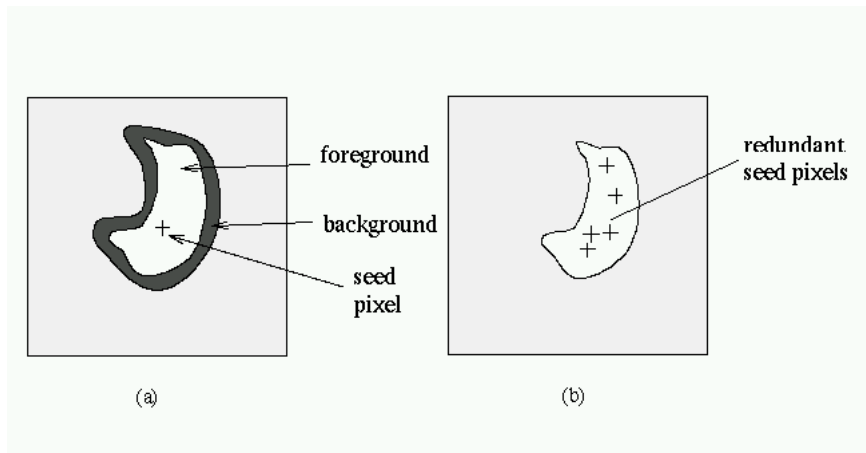 foreground
background
seed
pixel
(a)
redundant
seed pixels
(b)